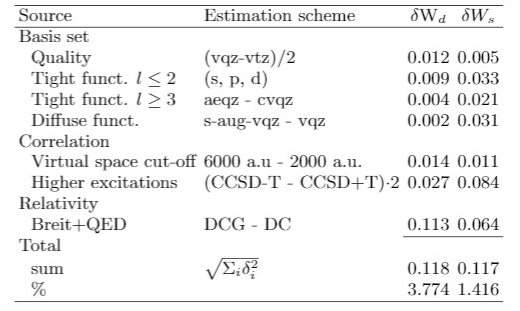 Source Estimation scheme δW_d δW_s
Basis set
Quality (vqz-vtz)/2 0.012 0.005
Tight funct. l ≤ 2 (s, p, d) 0.009 0.033
Tight funct. l ≥ 3 aeqz - cvqz 0.004 0.021
Diffuse funct. s-aug-vqz - vqz 0.002 0.031
Correlation
Virtual space cut-off 6000 a.u - 2000 a.u. 0.014 0.011
Higher excitations (CCSD-T - CCSD+T)·2 0.027 0.084
Relativity
Breit+QED DCG - DC 0.113 0.064
Total
sum √Σ_iδ_i^2 0.118 0.117
% 3.774 1.416